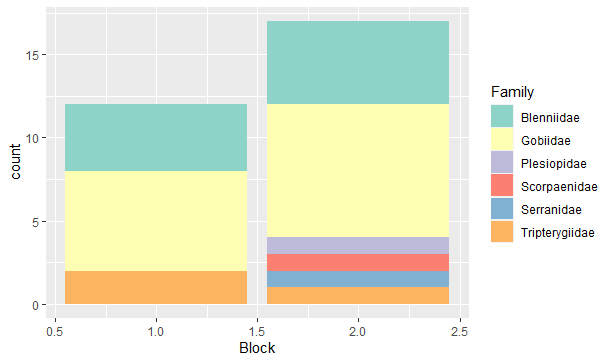 15
10
5
0
count
0.5 1.0 1.5 2.0 2.5
Block
Family
Blenniidae
Gobiidae
Plesiopidae
Scorpaenidae
Serranidae
Tripterygiidae